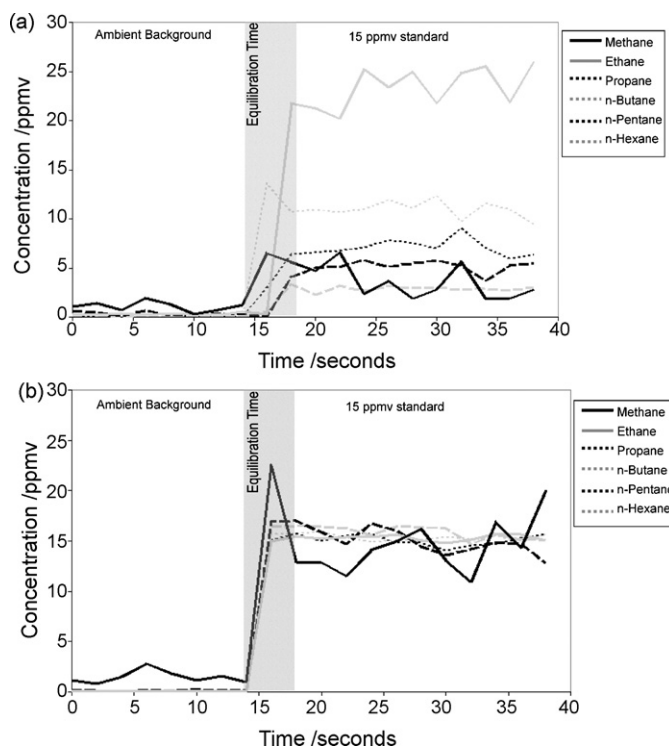 (a)
30
25
20
15
10
5
0
Concentration /ppmv
Ambient Background
Equilibration Time
15 ppmv standard
Methane
Ethane
Propane
n-Butane
n-Pentane
n-Hexane
0 5 10 15 20 25 30 35 40
Time /seconds
(b)
30
25
20
15
10
5
0
Concentration /ppmv
Ambient Background
Equilibration Time
15 ppmv standard
Methane
Ethane
Propane
n-Butane
n-Pentane
n-Hexane
0 5 10 15 20 25 30 35 40
Time /seconds